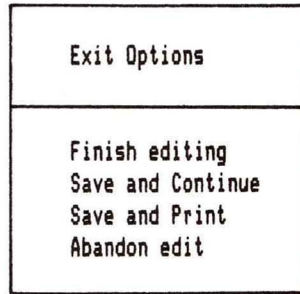 Exit Options
Finish editing
Save and Continue
Save and Print
Abandon edit